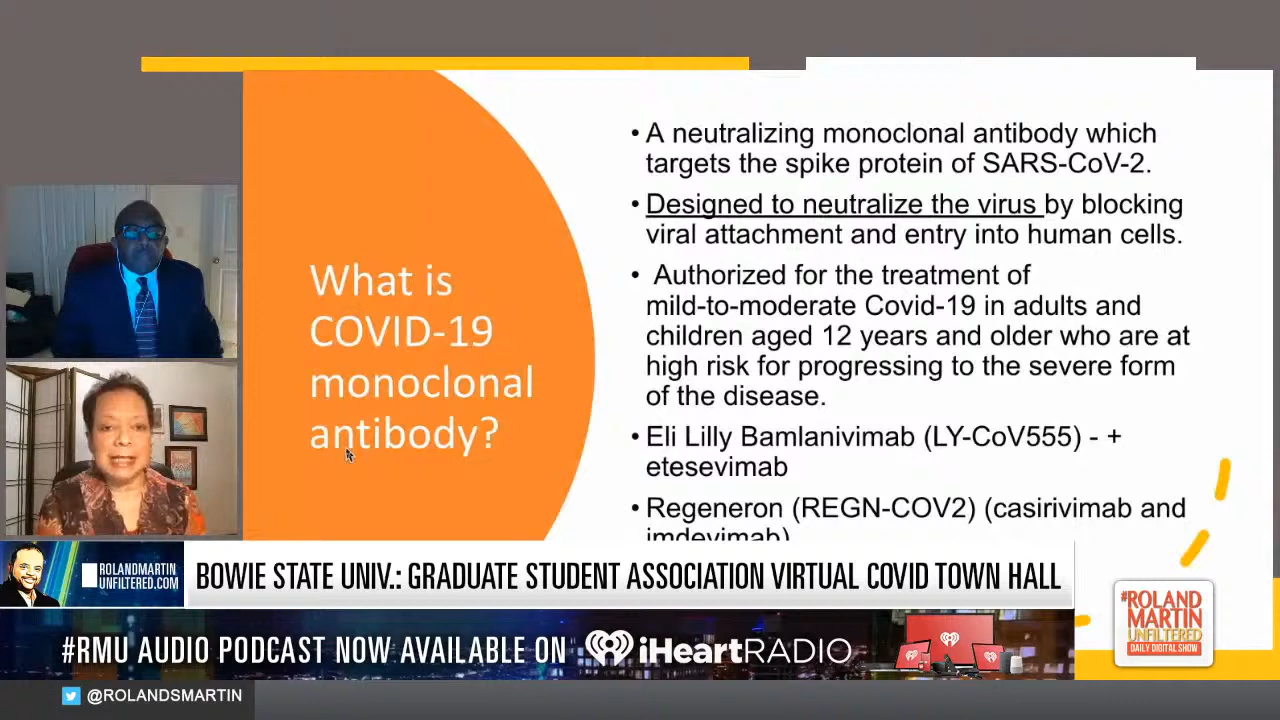 What is
COVID-19
monoclonal
antibody?
• A neutralizing monoclonal antibody which
targets the spike protein of SARS-CoV-2.
• Designed to neutralize the virus by blocking
viral attachment and entry into human cells.
• Authorized for the treatment of
mild-to-moderate Covid-19 in adults and
children aged 12 years and older who are at
high risk for progressing to the severe form
of the disease.
• Eli Lilly Bamlanivimab (LY-CoV555) - +
etesevimab
• Regeneron (REGN-COV2) (casirivimab and
imdevimab)
ROLANDMARTIN
UNFILTERED.COM
BOWIE STATE UNIV.: GRADUATE STUDENT ASSOCIATION VIRTUAL COVID TOWN HALL
#RMU AUDIO PODCAST NOW AVAILABLE ON iHeartRADIO
#ROLAND
MARTIN
UNFILTERED
DAILY DIGITAL SHOW
@ROLANDSMARTIN